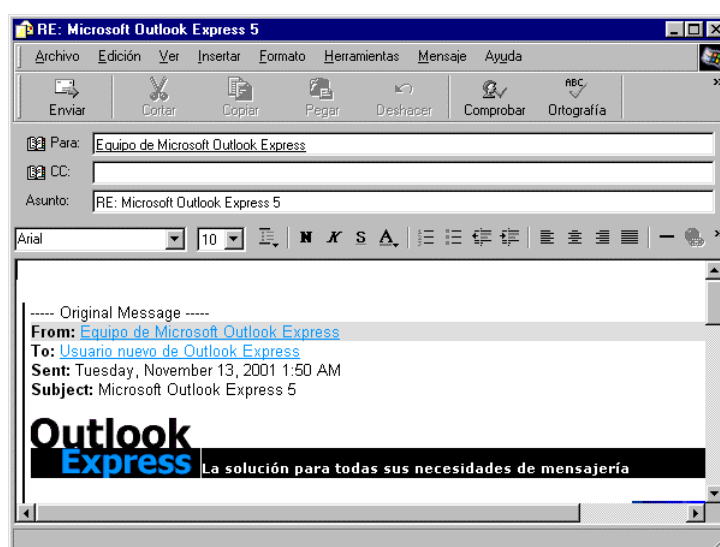 RE: Microsoft Outlook Express 5
Archivo Edición Ver Insertar Formato Herramientas Mensaje Ayuda
Enviar Cortar Copiar Pegar Deshacer Comprobar ABC Ortografía »
Para: Equipo de Microsoft Outlook Express
CC:
Asunto: RE: Microsoft Outlook Express 5
Arial 10 N K S A »
----- Original Message -----
From: Equipo de Microsoft Outlook Express
To: Usuario nuevo de Outlook Express
Sent: Tuesday, November 13, 2001 1:50 AM
Subject: Microsoft Outlook Express 5
Outlook
Express La solución para todas sus necesidades de mensajería